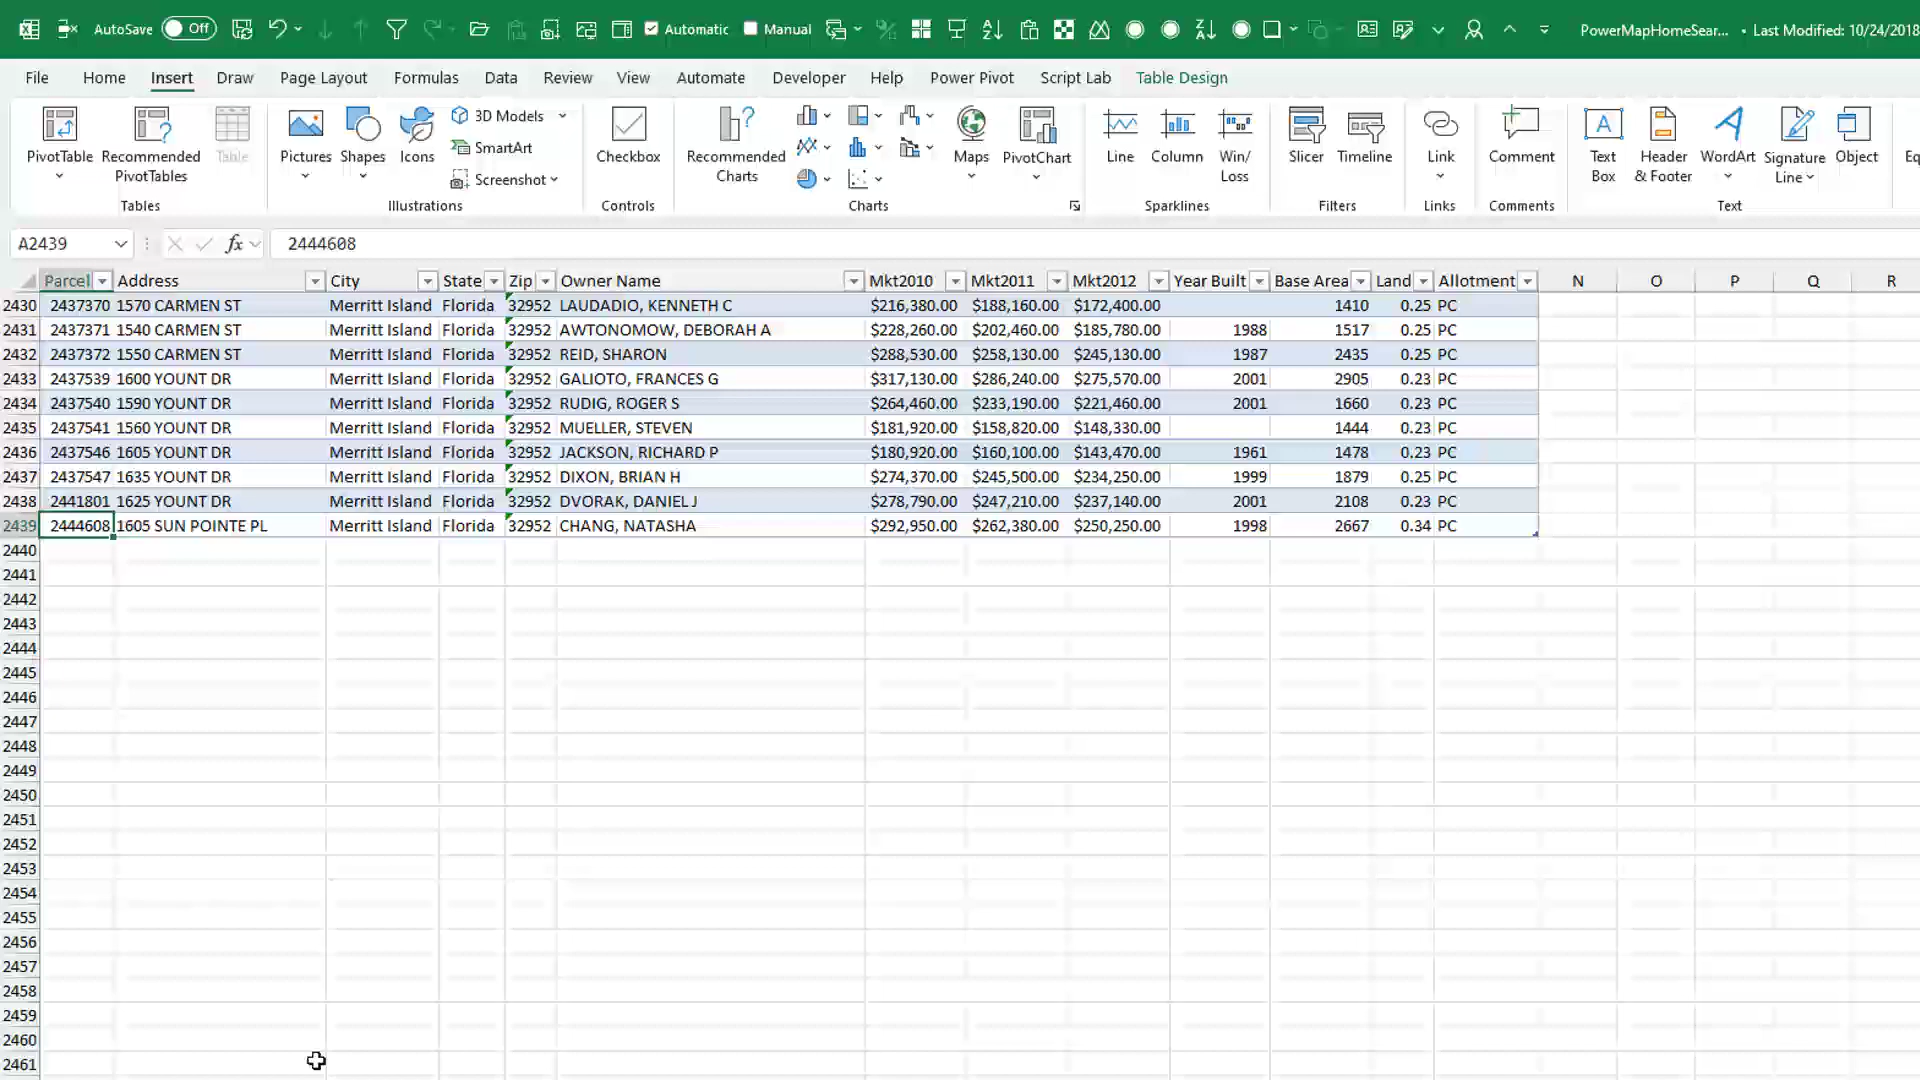 AutoSave Off Automatic Manual PowerMapHomeSear... • Last Modified: 10/24/2018
File Home Insert Draw Page Layout Formulas Data Review View Automate Developer Help Power Pivot Script Lab Table Design
PivotTable Recommended PivotTables Table Pictures Shapes Icons 3D Models SmartArt Screenshot Checkbox Recommended Charts Maps PivotChart Line Column Win/Loss Slicer Timeline Link Comment Text Box Header & Footer WordArt Signature Line Object Eq
Tables Illustrations Controls Charts Sparklines Filters Links Comments Text
A2439 fx 2444608
Parcel Address City State Zip Owner Name Mkt2010 Mkt2011 Mkt2012 Year Built Base Area Land Allotment N O P Q R
2430 2437370 1570 CARMEN ST Merritt Island Florida 32952 LAUDADIO, KENNETH C $216,380.00 $188,160.00 $172,400.00 1410 0.25 PC
2431 2437371 1540 CARMEN ST Merritt Island Florida 32952 AWTONOMOW, DEBORAH A $228,260.00 $202,460.00 $185,780.00 1988 1517 0.25 PC
2432 2437372 1550 CARMEN ST Merritt Island Florida 32952 REID, SHARON $288,530.00 $258,130.00 $245,130.00 1987 2435 0.25 PC
2433 2437539 1600 YOUNT DR Merritt Island Florida 32952 GALIOTO, FRANCES G $317,130.00 $286,240.00 $275,570.00 2001 2905 0.23 PC
2434 2437540 1590 YOUNT DR Merritt Island Florida 32952 RUDIG, ROGER S $264,460.00 $233,190.00 $221,460.00 2001 1660 0.23 PC
2435 2437541 1560 YOUNT DR Merritt Island Florida 32952 MUELLER, STEVEN $181,920.00 $158,820.00 $148,330.00 1444 0.23 PC
2436 2437546 1605 YOUNT DR Merritt Island Florida 32952 JACKSON, RICHARD P $180,920.00 $160,100.00 $143,470.00 1961 1478 0.23 PC
2437 2437547 1635 YOUNT DR Merritt Island Florida 32952 DIXON, BRIAN H $274,370.00 $245,500.00 $234,250.00 1999 1879 0.25 PC
2438 2441801 1625 YOUNT DR Merritt Island Florida 32952 DVORAK, DANIEL J $278,790.00 $247,210.00 $237,140.00 2001 2108 0.23 PC
2439 2444608 1605 SUN POINTE PL Merritt Island Florida 32952 CHANG, NATASHA $292,950.00 $262,380.00 $250,250.00 1998 2667 0.34 PC
2440
2441
2442
2443
2444
2445
2446
2447
2448
2449
2450
2451
2452
2453
2454
2455
2456
2457
2458
2459
2460
2461